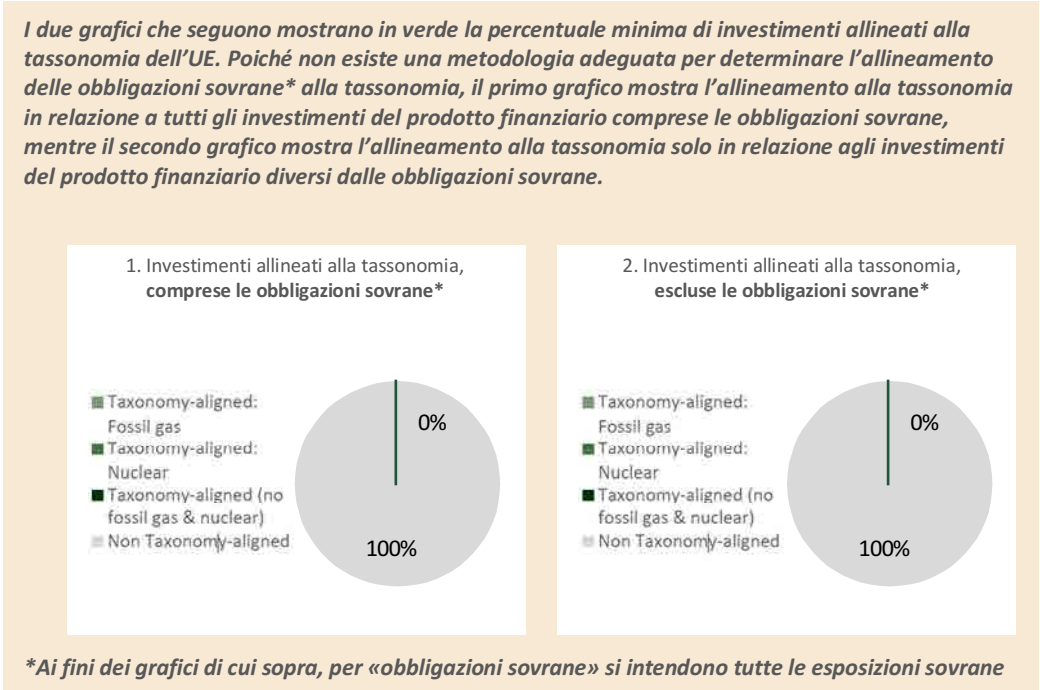 I due grafici che seguono mostrano in verde la percentuale minima di investimenti allineati alla
tassonomia dell’UE. Poiché non esiste una metodologia adeguata per determinare l’allineamento
delle obbligazioni sovrane* alla tassonomia, il primo grafico mostra l’allineamento alla tassonomia
in relazione a tutti gli investimenti del prodotto finanziario comprese le obbligazioni sovrane,
mentre il secondo grafico mostra l’allineamento alla tassonomia solo in relazione agli investimenti
del prodotto finanziario diversi dalle obbligazioni sovrane.
1. Investimenti allineati alla tassonomia,
comprese le obbligazioni sovrane*
Taxonomy-aligned:
Fossil gas
Taxonomy-aligned:
Nuclear
Taxonomy-aligned (no
fossil gas & nuclear)
Non Taxonomy-aligned
0%
100%
2. Investimenti allineati alla tassonomia,
escluse le obbligazioni sovrane*
Taxonomy-aligned:
Fossil gas
Taxonomy-aligned:
Nuclear
Taxonomy-aligned (no
fossil gas & nuclear)
Non Taxonomy-aligned
0%
100%
*Ai fini dei grafici di cui sopra, per «obbligazioni sovrane» si intendono tutte le esposizioni sovrane